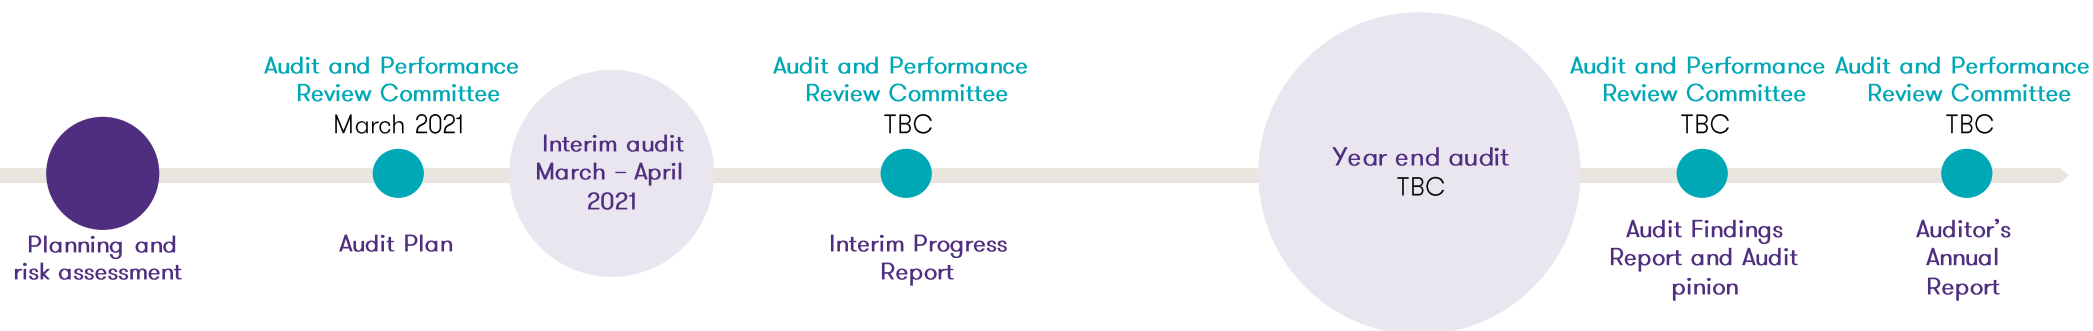 Planning and
risk assessment
Audit and Performance
Review Committee
March 2021
Audit Plan
Interim audit
March – April
2021
Audit and Performance
Review Committee
TBC
Interim Progress
Report
Year end audit
TBC
Audit and Performance
Review Committee
TBC
Audit Findings
Report and Audit
pinion
Audit and Performance
Review Committee
TBC
Auditor's
Annual
Report